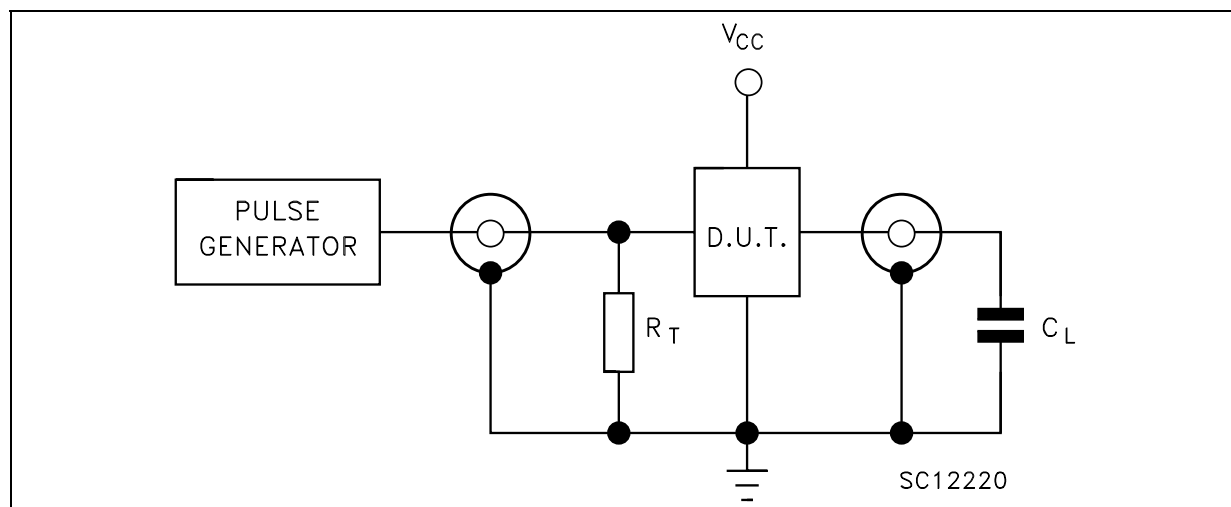 VCC
PULSE
GENERATOR
D.U.T.
RT
CL
SC12220